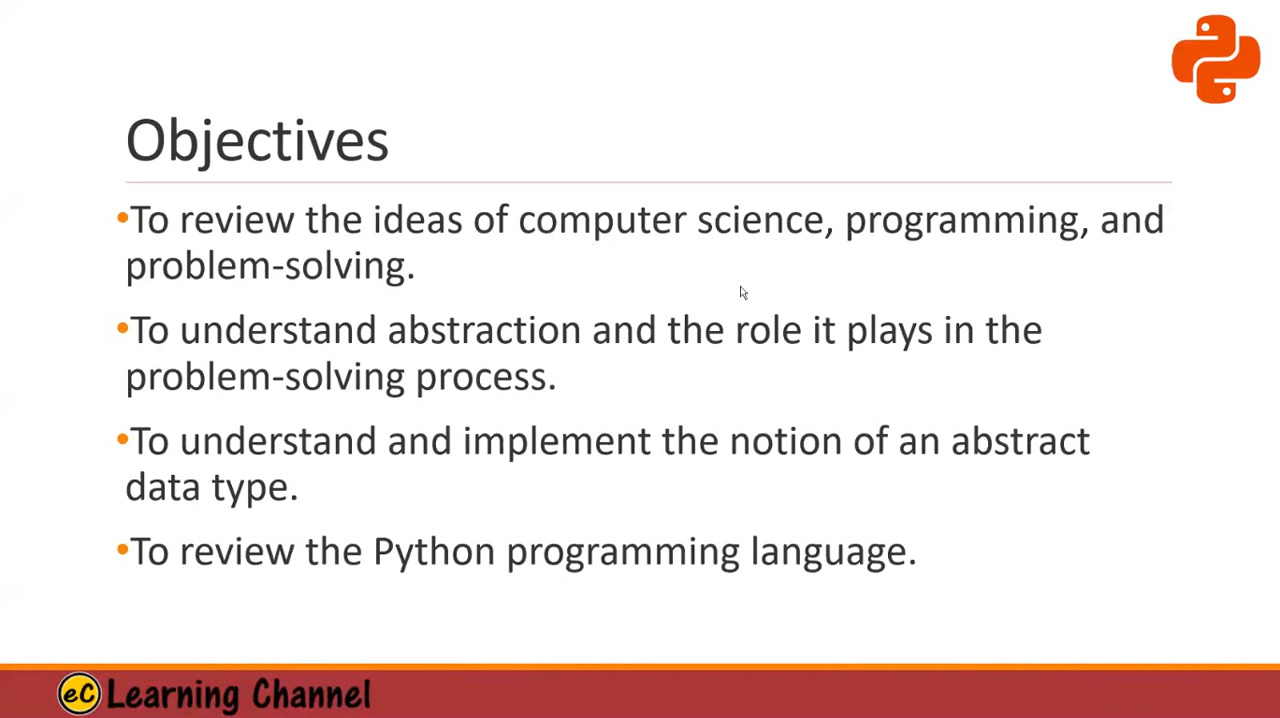 Objectives
•To review the ideas of computer science, programming, and
problem-solving.
•To understand abstraction and the role it plays in the
problem-solving process.
•To understand and implement the notion of an abstract
data type.
•To review the Python programming language.
eC Learning Channel